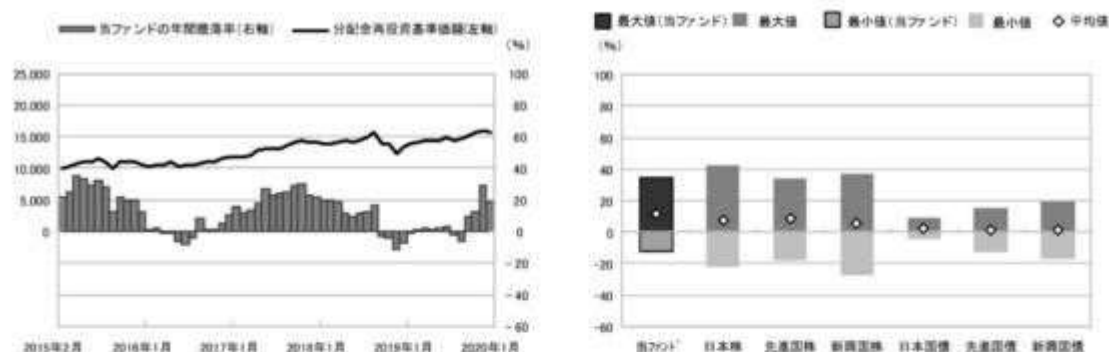 当ファンドの年間騰落率(右軸)
分配金再投資基準価額(左軸)
(%)
25,000
20,000
15,000
10,000
5,000
0
100
80
60
40
20
0
-20
-40
-60
2015年2月
2016年1月
2017年1月
2018年1月
2019年1月
2020年1月
最大値(当ファンド)
最大値
最小値(当ファンド)
最小値
平均値
(%)
100
80
60
40
20
0
-20
-40
-60
当ファンド
日本株
先進国株
新興国株
日本国債
先進国債
新興国債